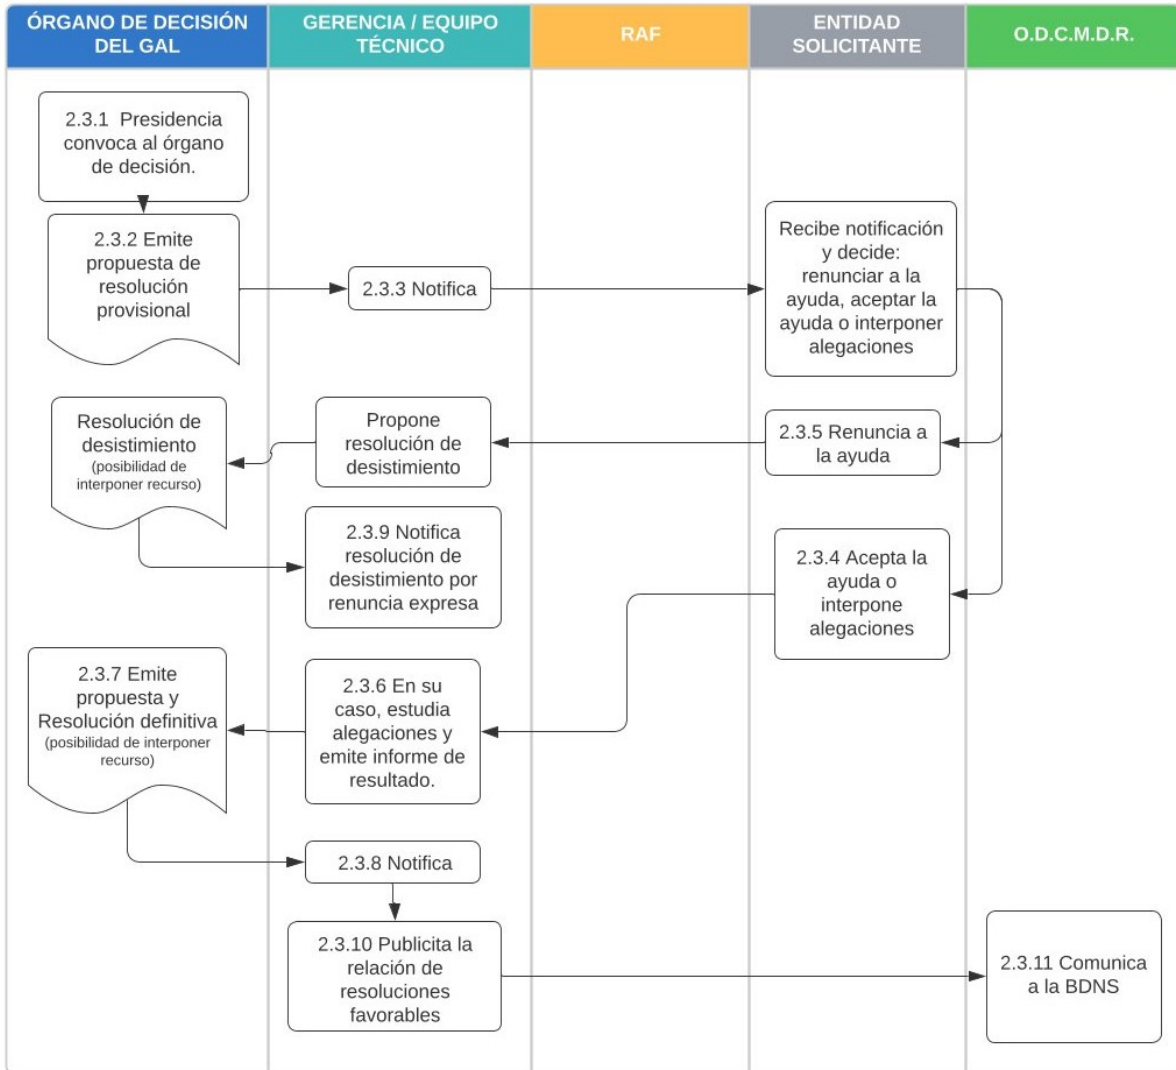 ÓRGANO DE DECISIÓN
DEL GAL
GERENCIA / EQUIPO
TÉCNICO
RAF
ENTIDAD
SOLICITANTE
O.D.C.M.D.R.
2.3.1 Presidencia
convoca al órgano
de decisión.
2.3.2 Emite
propuesta de
resolución
provisional
2.3.3 Notifica
Recibe notificación
y decide:
renunciar a la
ayuda, aceptar la
ayuda o interponer
alegaciones
2.3.5 Renuncia a
la ayuda
Propone
resolución de
desistimiento
Resolución de
desistimiento
(posibilidad de
interponer recurso)
2.3.9 Notifica
resolución de
desistimiento por
renuncia expresa
2.3.4 Acepta la
ayuda o
interpone
alegaciones
2.3.6 En su
caso, estudia
alegaciones y
emite informe de
resultado.
2.3.7 Emite
propuesta y
Resolución definitiva
(posibilidad de interponer
recurso)
2.3.8 Notifica
2.3.10 Publicita la
relación de
resoluciones
favorables
2.3.11 Comunica
a la BDNS